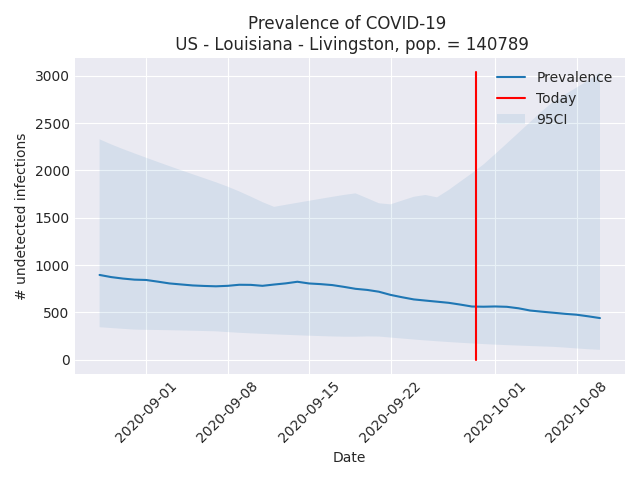 Prevalence of COVID-19
US - Louisiana - Livingston, pop. = 140789
3000
2500
2000
1500
1000
500
0
# undetected infections
Prevalence
Today
95CI
2020-09-01
2020-09-08
2020-09-15
2020-09-22
2020-10-01
2020-10-08
Date